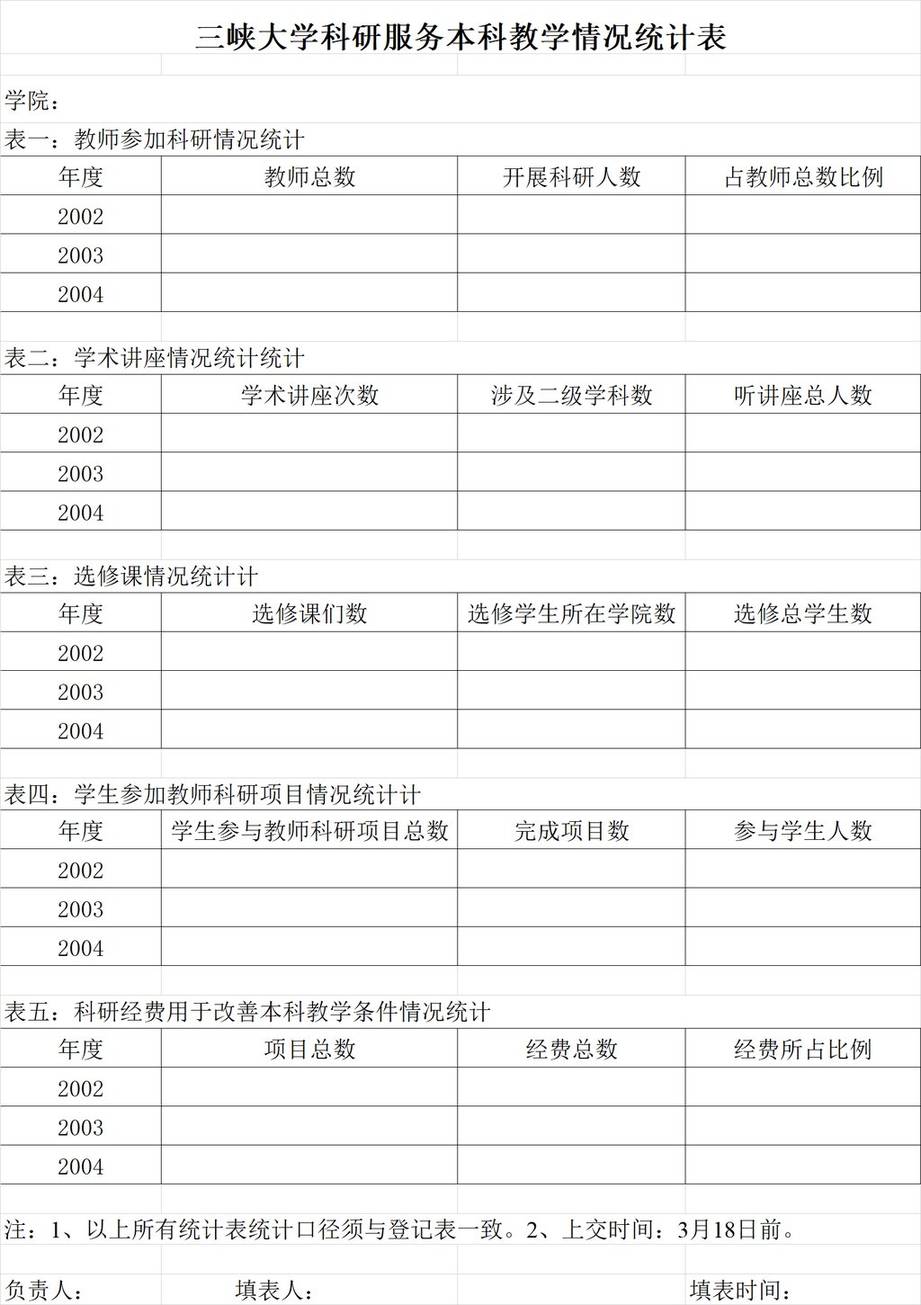 三峡大学科研服务本科教学情况统计表
学院：
表一：教师参加科研情况统计
年度 教师总数 开展科研人数 占教师总数比例
2002
2003
2004
表二：学术讲座情况统计统计
年度 学术讲座次数 涉及二级学科数 听讲座总人数
2002
2003
2004
表三：选修课情况统计计
年度 选修课们数 选修学生所在学院数 选修总学生数
2002
2003
2004
表四：学生参加教师科研项目情况统计计
年度 学生参与教师科研项目总数 完成项目数 参与学生人数
2002
2003
2004
表五：科研经费用于改善本科教学条件情况统计
年度 项目总数 经费总数 经费所占比例
2002
2003
2004
注：1、以上所有统计表统计口径须与登记表一致。2、上交时间：3月18日前。
负责人： 填表人： 填表时间：